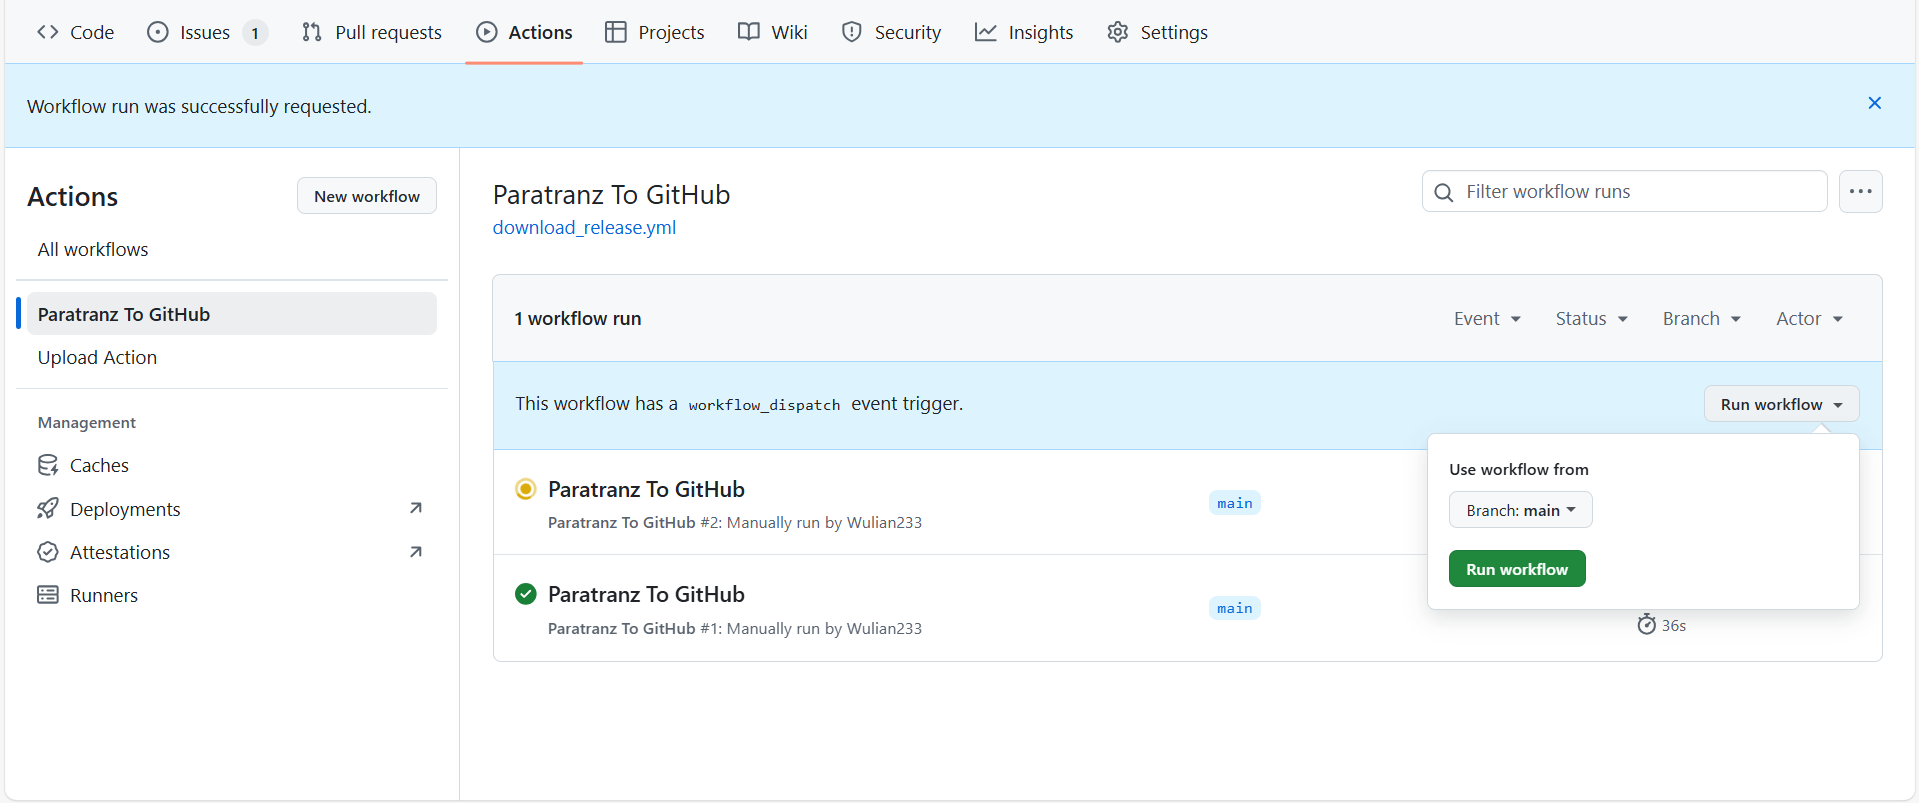 Code Issues 1 Pull requests Actions Projects Wiki Security Insights Settings
Workflow run was successfully requested.
Actions New workflow
All workflows
Paratranz To GitHub
Upload Action
Management
Caches
Deployments
Attestations
Runners
Paratranz To GitHub
download_release.yml
Filter workflow runs
1 workflow run Event Status Branch Actor
This workflow has a workflow_dispatch event trigger. Run workflow
Use workflow from
Branch: main
Run workflow
Paratranz To GitHub main
Paratranz To GitHub #2: Manually run by Wulian233
Paratranz To GitHub main
Paratranz To GitHub #1: Manually run by Wulian233
36s